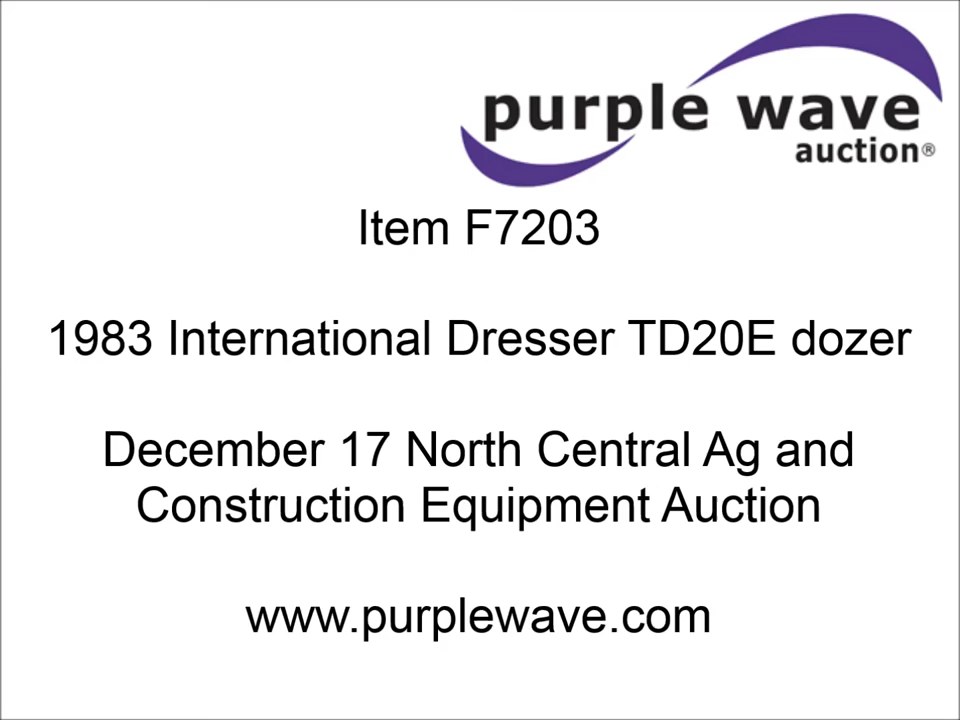 purple wave
auction®
Item F7203
1983 International Dresser TD20E dozer
December 17 North Central Ag and
Construction Equipment Auction
www.purplewave.com